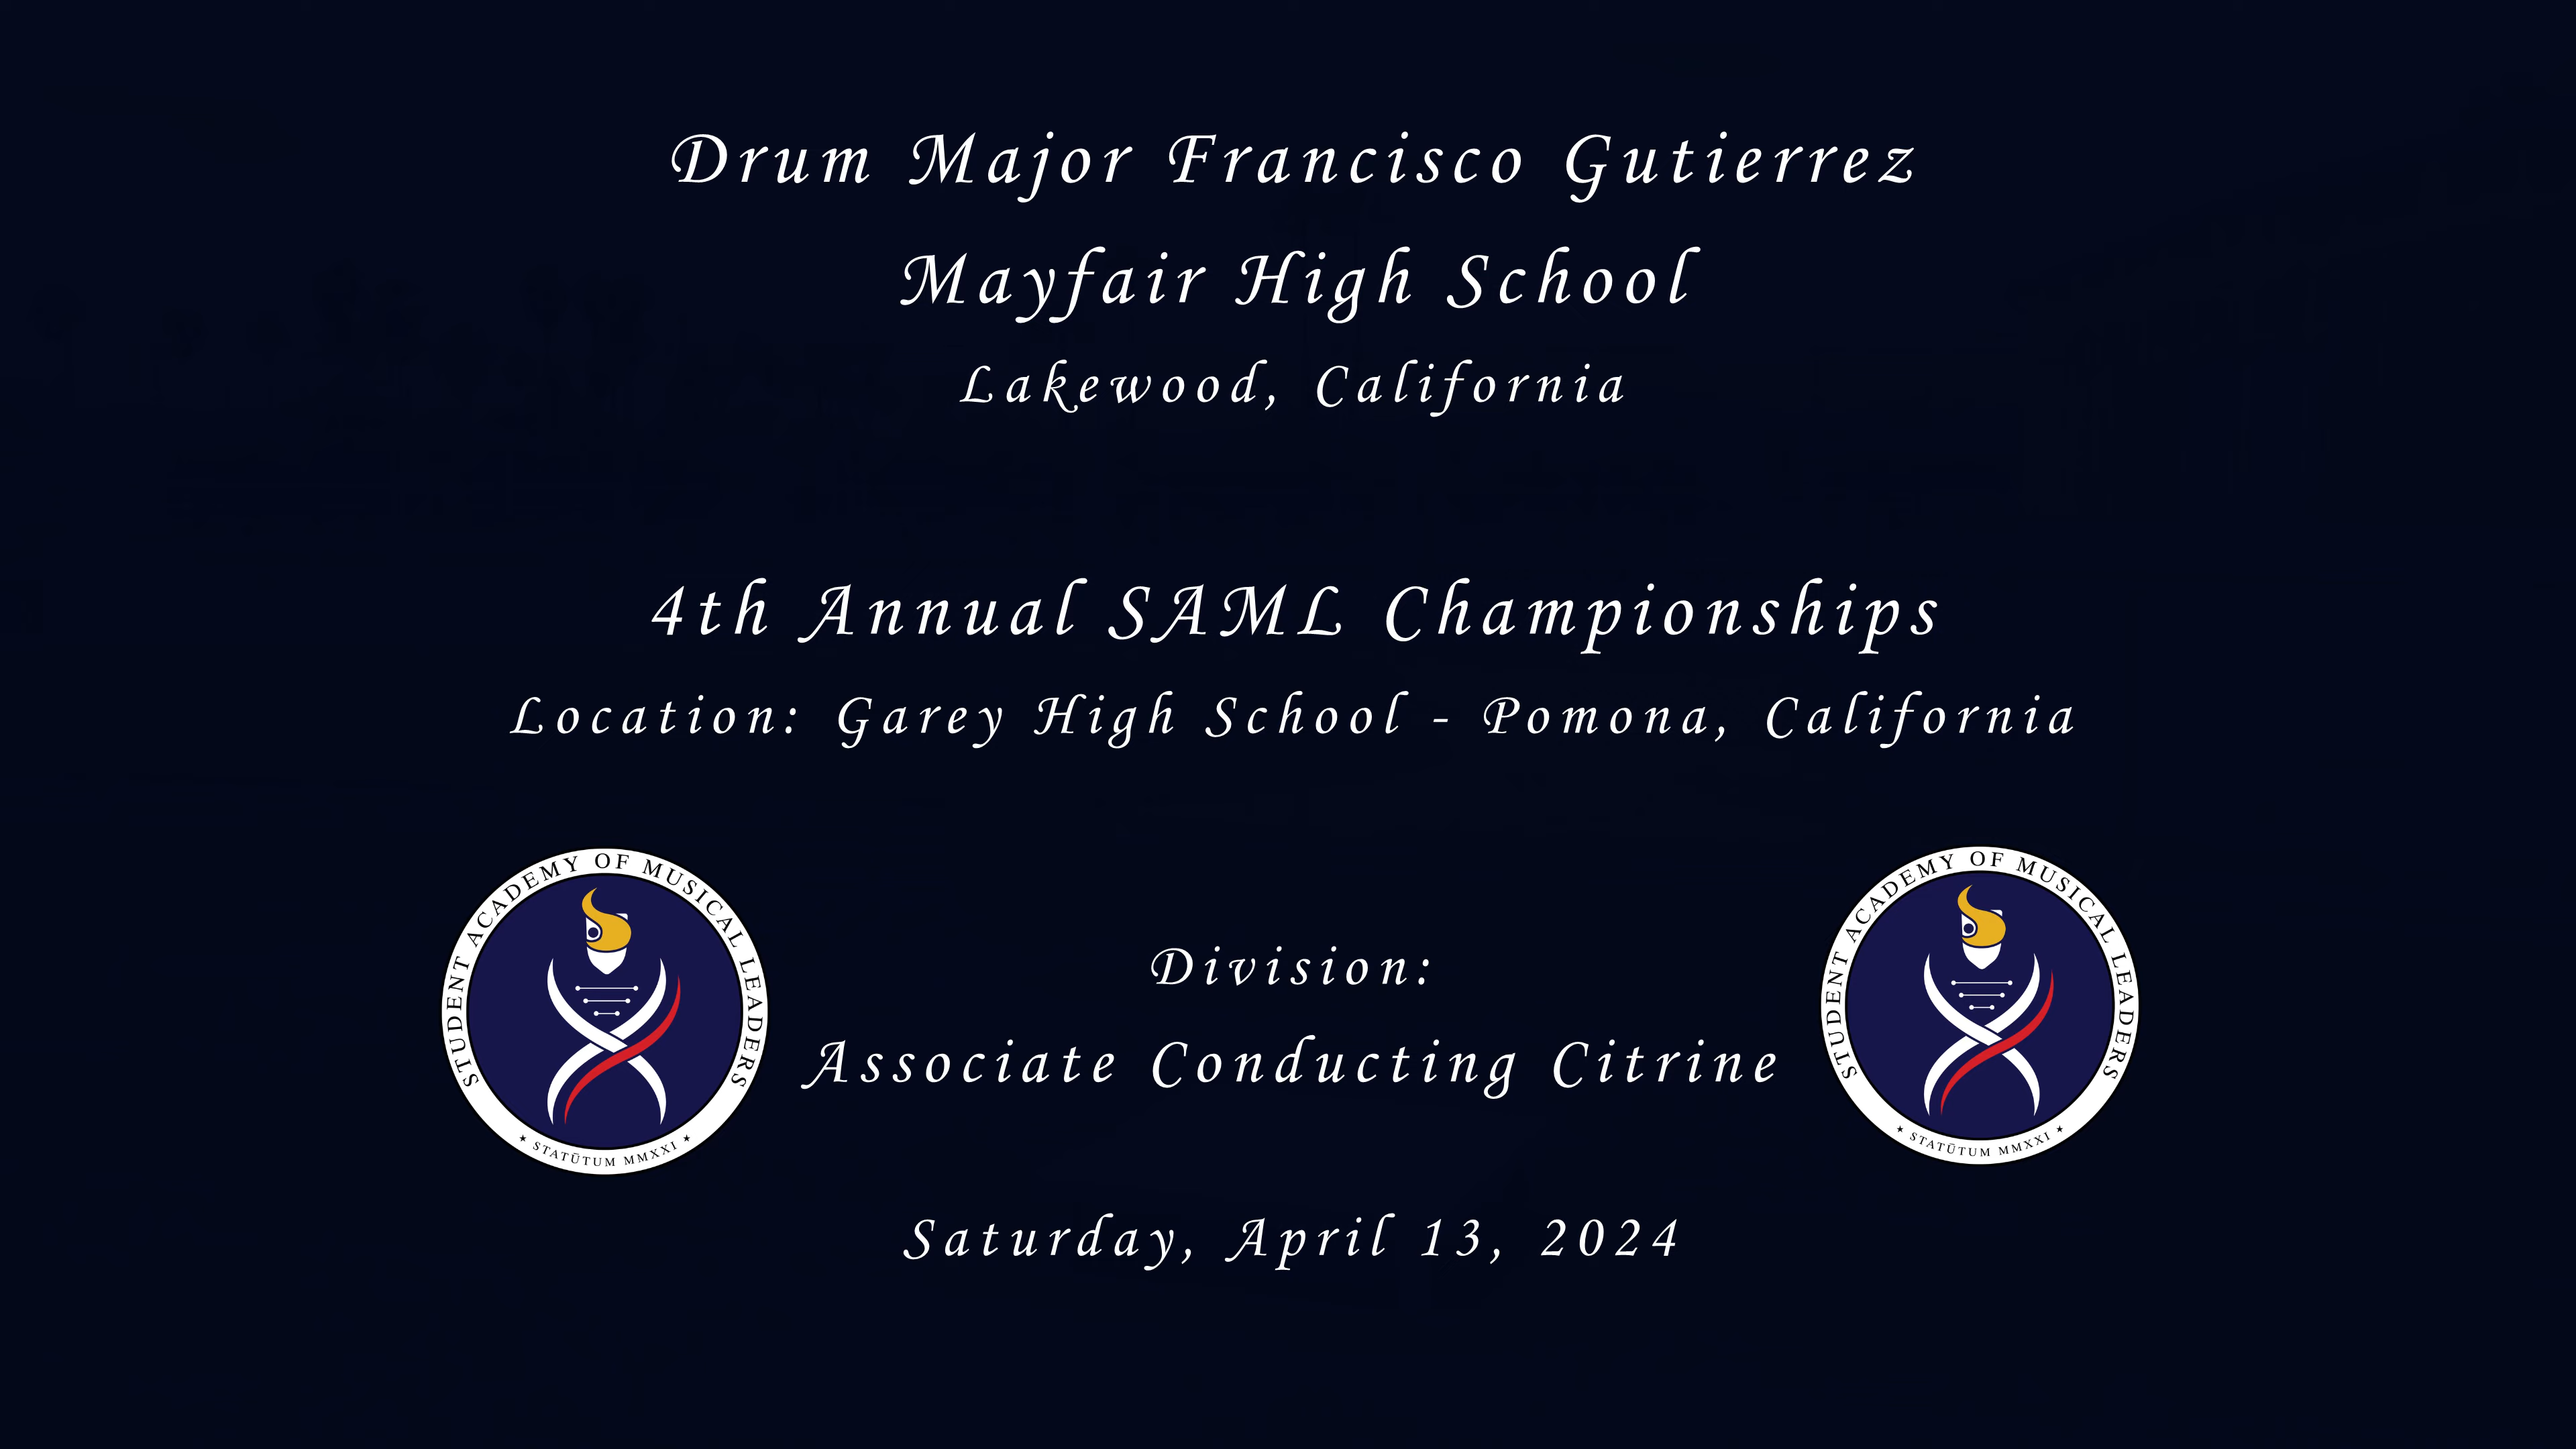 Drum Major Francisco Gutierrez
Mayfair High School
Lakewood, California
4th Annual SAML Championships
Location: Garey High School - Pomona, California
STUDENT ACADEMY OF MUSICAL LEADERS
★ STATŪTUM MMXXI ★
Division:
Associate Conducting Citrine
STUDENT ACADEMY OF MUSICAL LEADERS
★ STATŪTUM MMXXI ★
Saturday, April 13, 2024